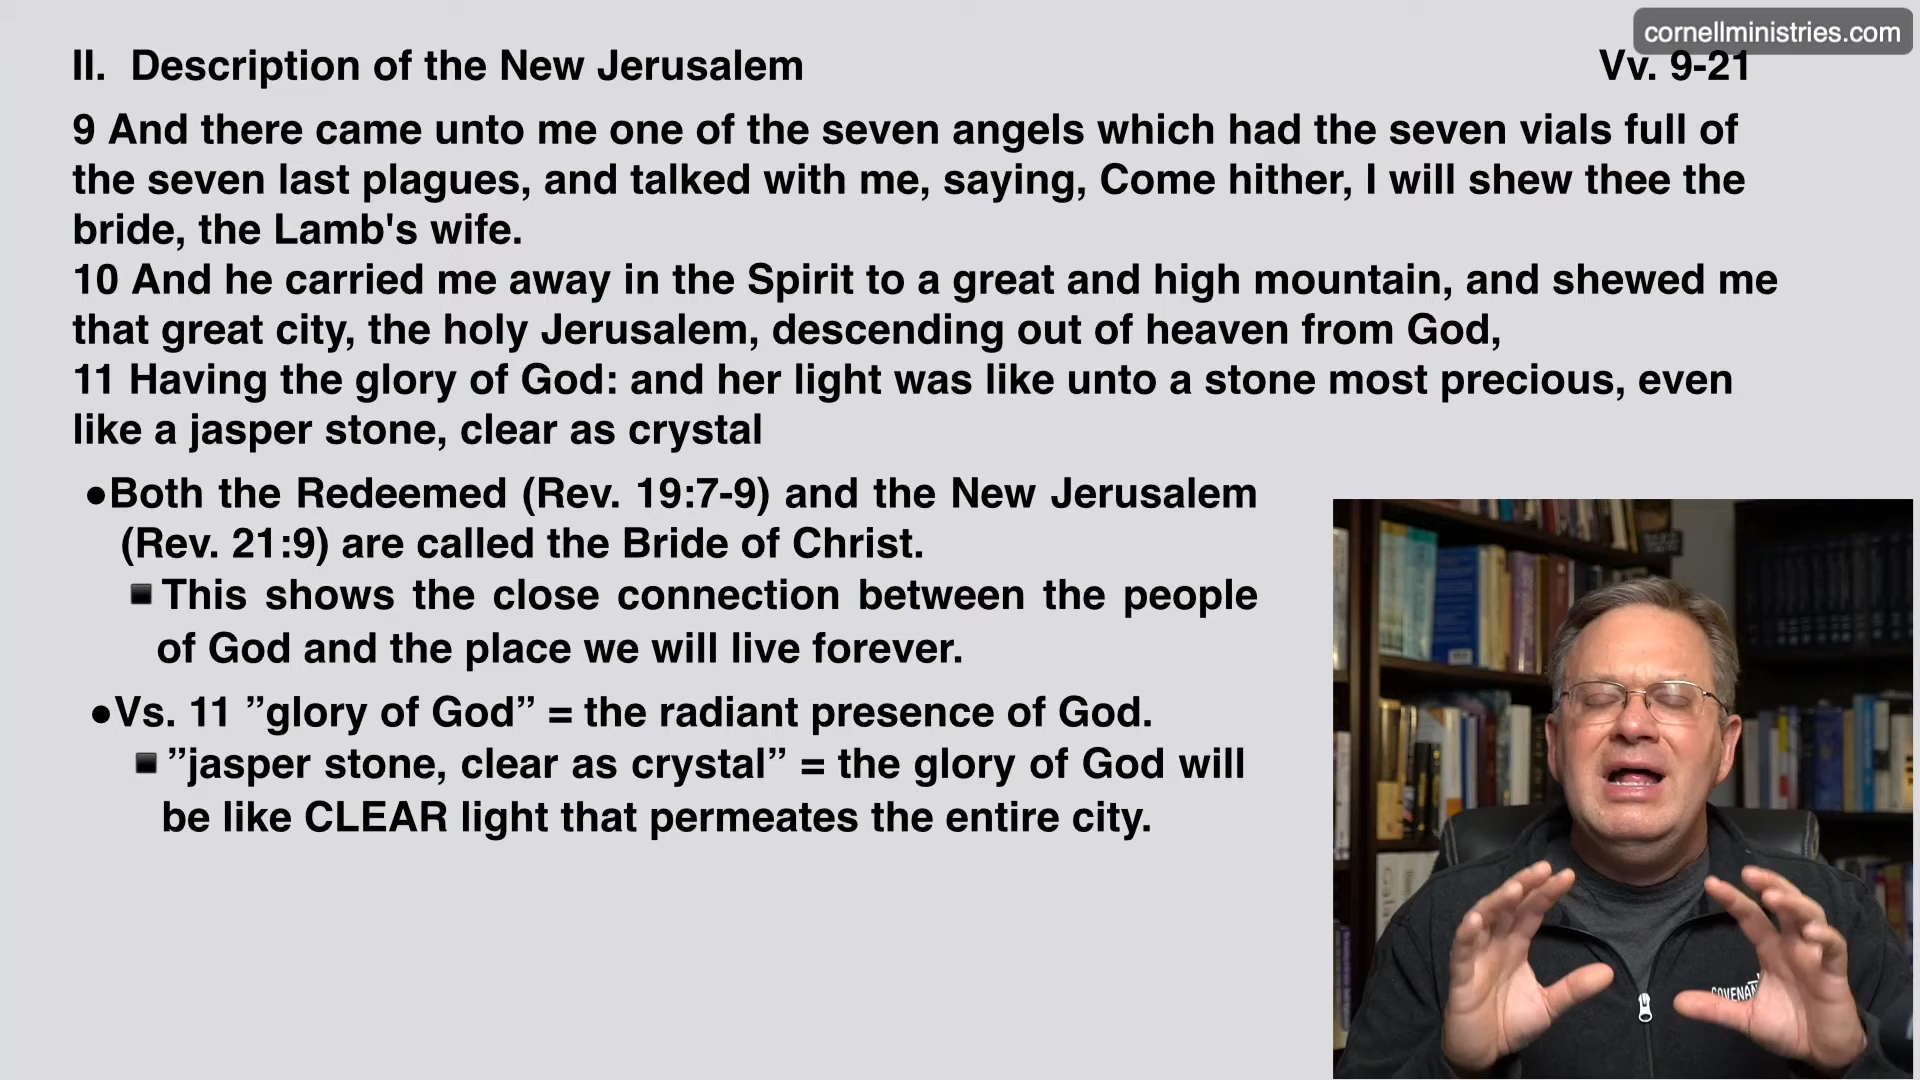 cornellministries.com
II. Description of the New Jerusalem Vv. 9-21
9 And there came unto me one of the seven angels which had the seven vials full of
the seven last plagues, and talked with me, saying, Come hither, I will shew thee the
bride, the Lamb's wife.
10 And he carried me away in the Spirit to a great and high mountain, and shewed me
that great city, the holy Jerusalem, descending out of heaven from God,
11 Having the glory of God: and her light was like unto a stone most precious, even
like a jasper stone, clear as crystal
●Both the Redeemed (Rev. 19:7-9) and the New Jerusalem
(Rev. 21:9) are called the Bride of Christ.
▪This shows the close connection between the people
of God and the place we will live forever.
●Vs. 11 ”glory of God” = the radiant presence of God.
▪”jasper stone, clear as crystal” = the glory of God will
be like CLEAR light that permeates the entire city.